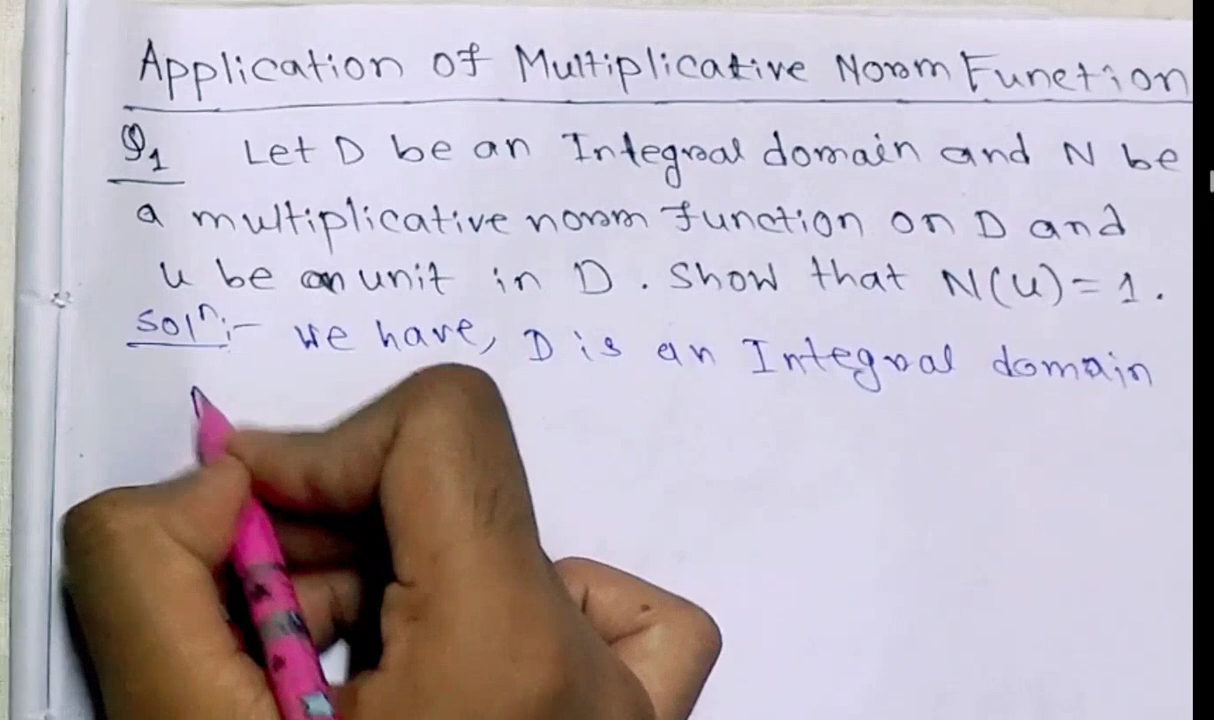 Application of Multiplicative Norm Function
Q1 Let D be an Integral domain and N be
a multiplicative norm function on D and
u be an unit in D. Show that N(u) = 1.
Solⁿ:- We have, D is an Integral domain